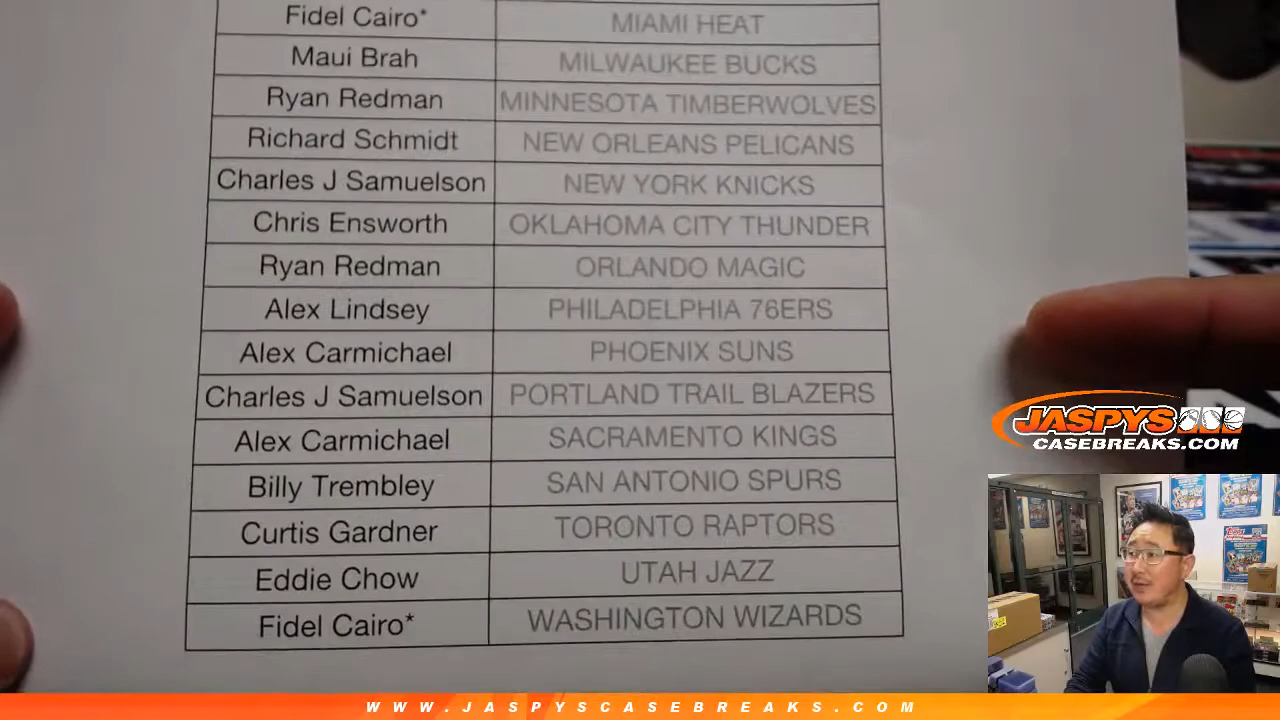 Fidel Cairo* MIAMI HEAT
Maui Brah MILWAUKEE BUCKS
Ryan Redman MINNESOTA TIMBERWOLVES
Richard Schmidt NEW ORLEANS PELICANS
Charles J Samuelson NEW YORK KNICKS
Chris Ensworth OKLAHOMA CITY THUNDER
Ryan Redman ORLANDO MAGIC
Alex Lindsey PHILADELPHIA 76ERS
Alex Carmichael PHOENIX SUNS
Charles J Samuelson PORTLAND TRAIL BLAZERS
Alex Carmichael SACRAMENTO KINGS
Billy Trembley SAN ANTONIO SPURS
Curtis Gardner TORONTO RAPTORS
Eddie Chow UTAH JAZZ
Fidel Cairo* WASHINGTON WIZARDS
JASPYS
CASEBREAKS.COM
WWW.JASPYSCASEBREAKS.COM